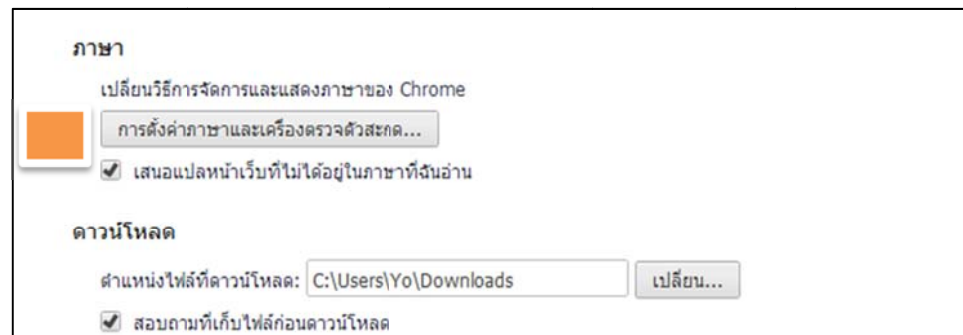 ภาษา
เปลี่ยนวิธีการจัดการและแสดงภาษาของ Chrome
การตั้งค่าภาษาและเครื่องตรวจตัวสะกด...
เสนอแปลหน้าเว็บที่ไม่ได้อยู่ในภาษาที่ฉันอ่าน
ดาวน์โหลด
ตำแหน่งไฟล์ที่ดาวน์โหลด: C:\Users\Yo\Downloads เปลี่ยน...
สอบถามที่เก็บไฟล์ก่อนดาวน์โหลด